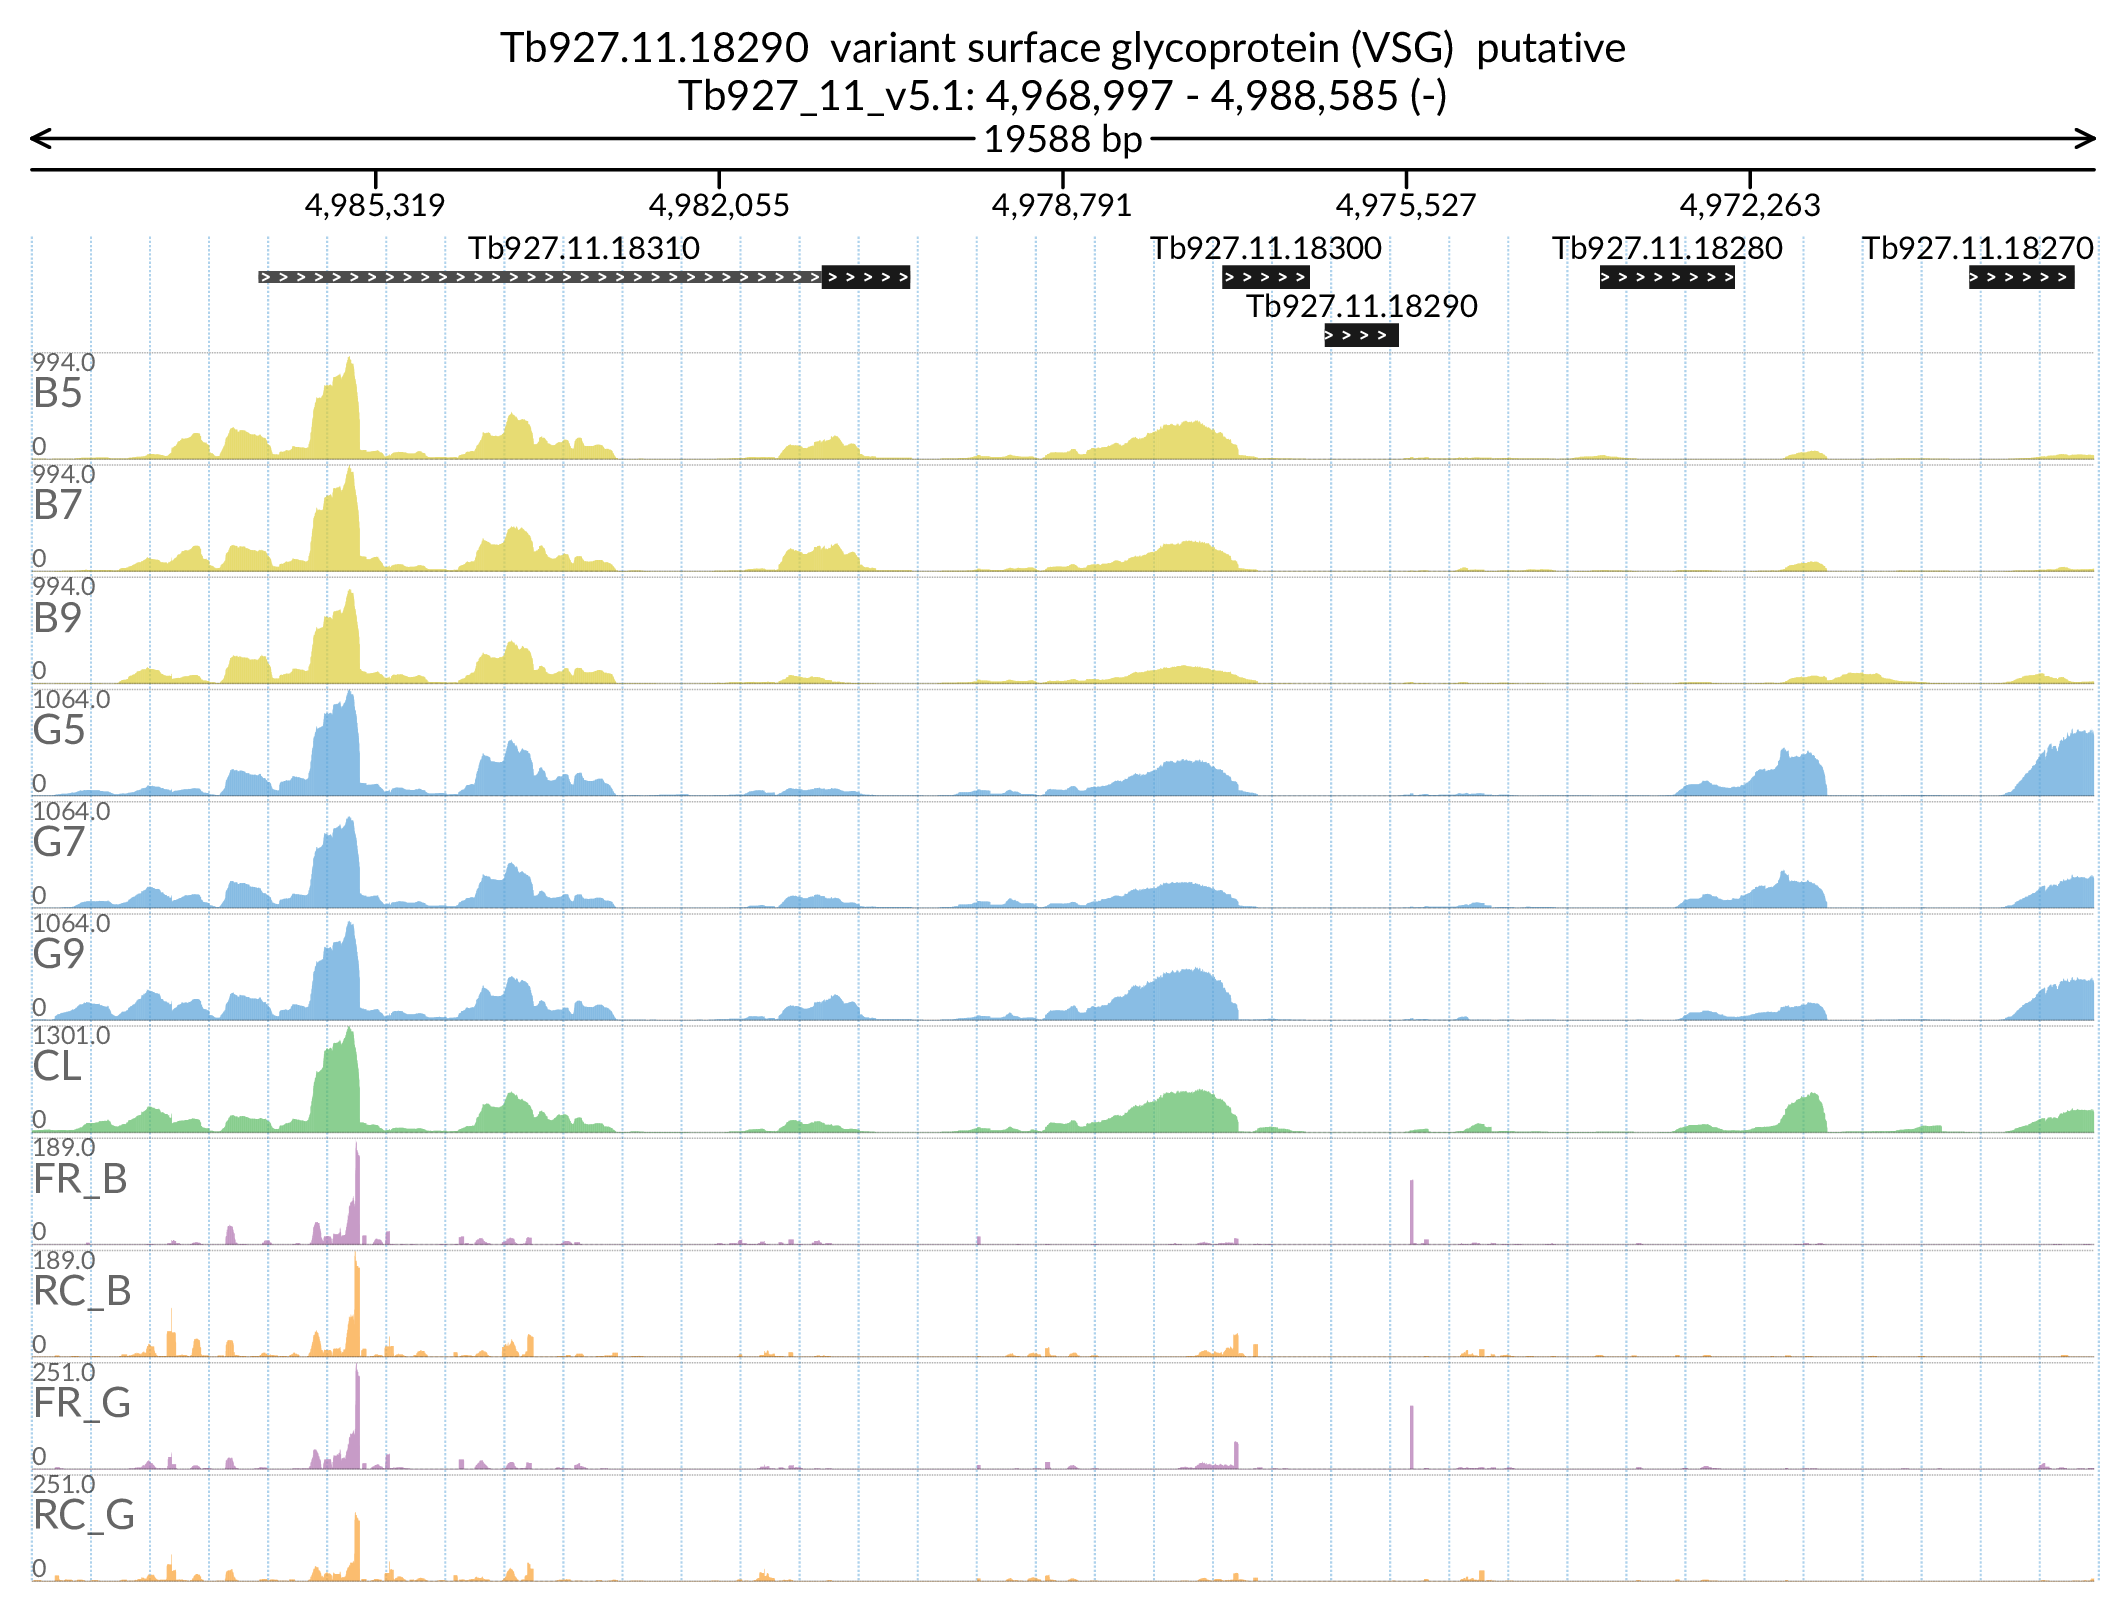 Tb927.11.18290  variant surface glycoprotein (VSG)  putative
Tb927_11_v5.1: 4,968,997 - 4,988,585 (-)
19588 bp
4,985,319 4,982,055 4,978,791 4,975,527 4,972,263
Tb927.11.18310 Tb927.11.18300 Tb927.11.18280 Tb927.11.18270
Tb927.11.18290
994.0
B5
0
994.0
B7
0
994.0
B9
0
1064.0
G5
0
1064.0
G7
0
1064.0
G9
0
1301.0
CL
0
189.0
FR_B
0
189.0
RC_B
0
251.0
FR_G
0
251.0
RC_G
0